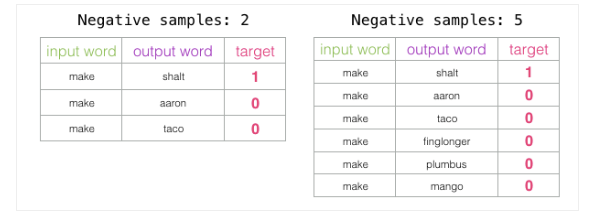 Negative samples: 2
input word output word target
make shalt 1
make aaron 0
make taco 0
Negative samples: 5
input word output word target
make shalt 1
make aaron 0
make taco 0
make finglonger 0
make plumbus 0
make mango 0